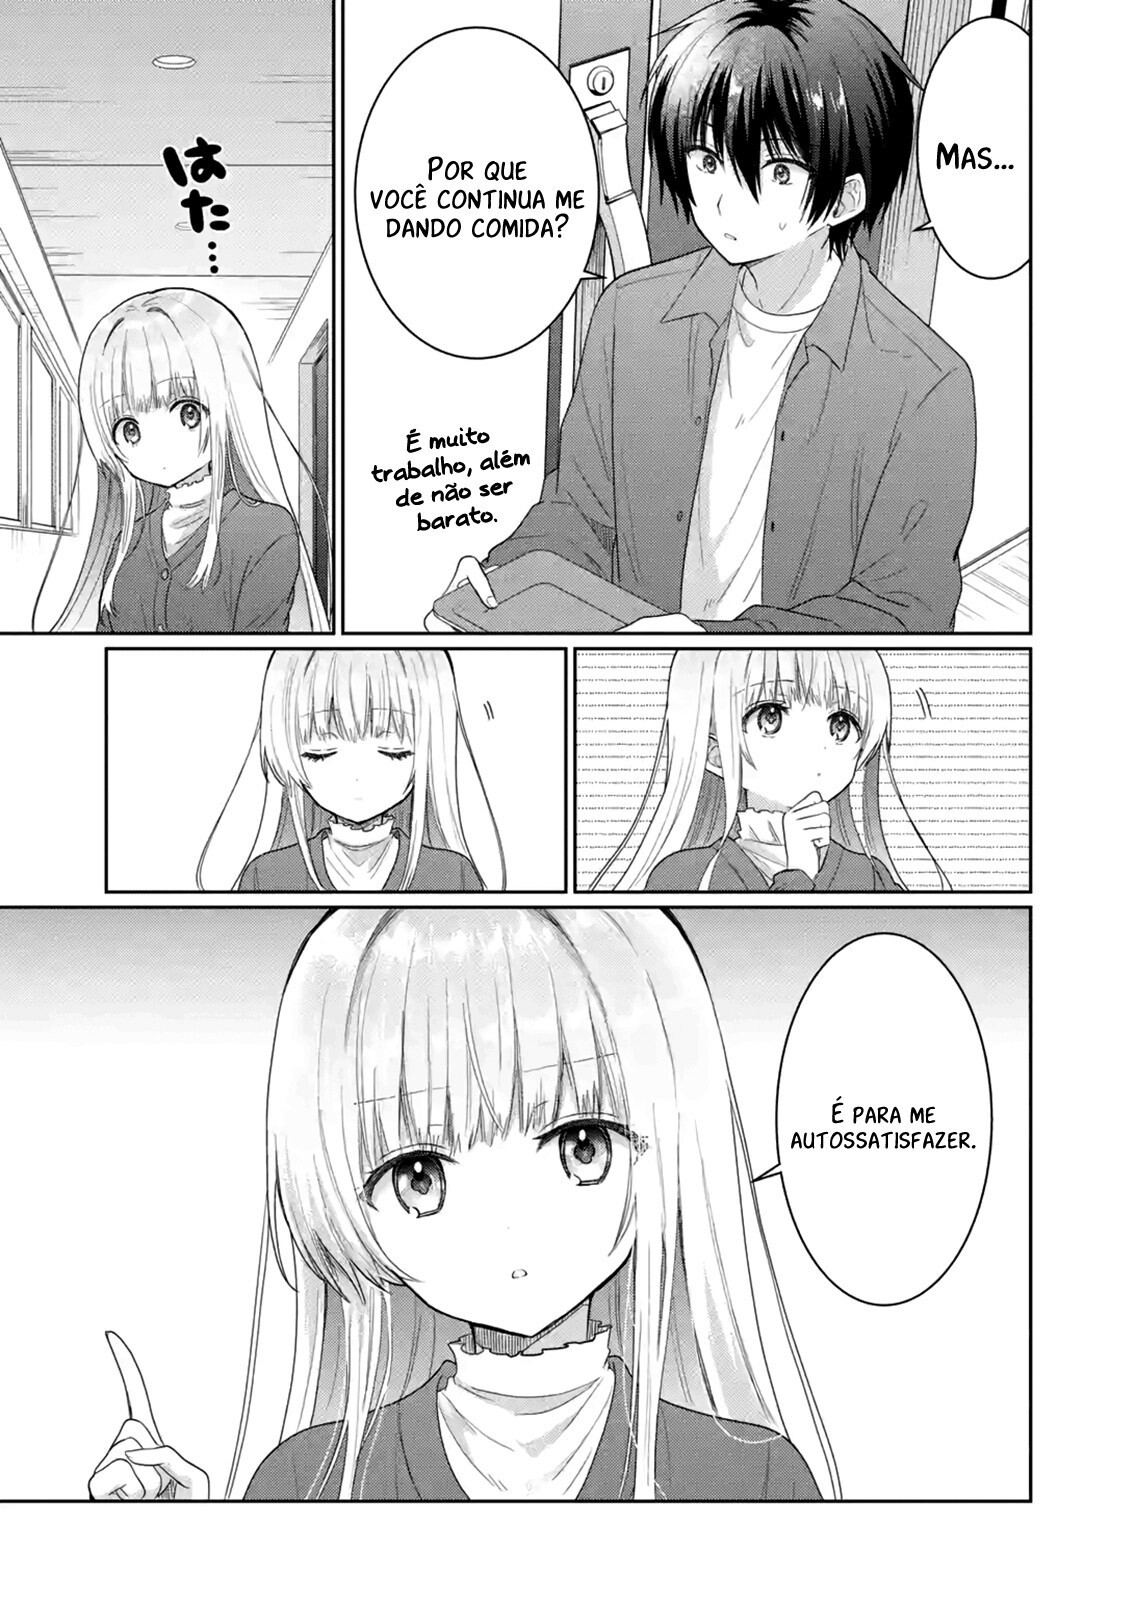 Mas...
Por que
você continua me
dando comida?
É muito
trabalho, além
de não ser
barato.
はた…
É para me
autossatisfazer.